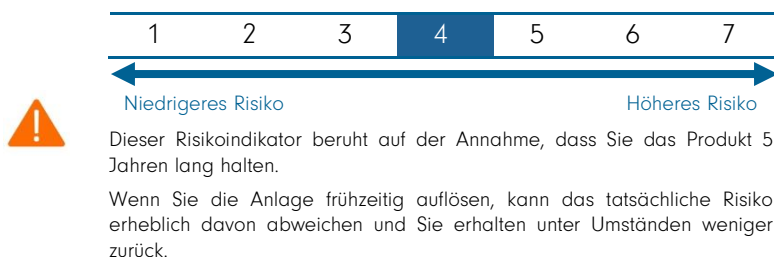 1 2 3 4 5 6 7
Niedrigeres Risiko Höheres Risiko
Dieser Risikoindikator beruht auf der Annahme, dass Sie das Produkt 5
Jahren lang halten.
Wenn Sie die Anlage frühzeitig auflösen, kann das tatsächliche Risiko
erheblich davon abweichen und Sie erhalten unter Umständen weniger
zurück.